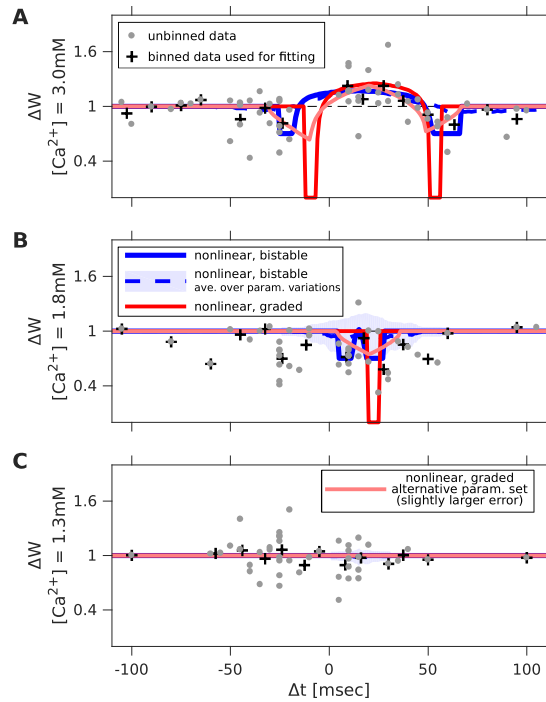 A
ΔW
[Ca2+] = 3.0mM
1.6
1
0.4
unbinned data
binned data used for fitting
B
ΔW
[Ca2+] = 1.8mM
1.6
1
0.4
nonlinear, bistable
nonlinear, bistable
ave. over param. variations
nonlinear, graded
C
ΔW
[Ca2+] = 1.3mM
1.6
1
0.4
nonlinear, graded
alternative param. set
(slightly larger error)
-100 -50 0 50 100
Δt [msec]